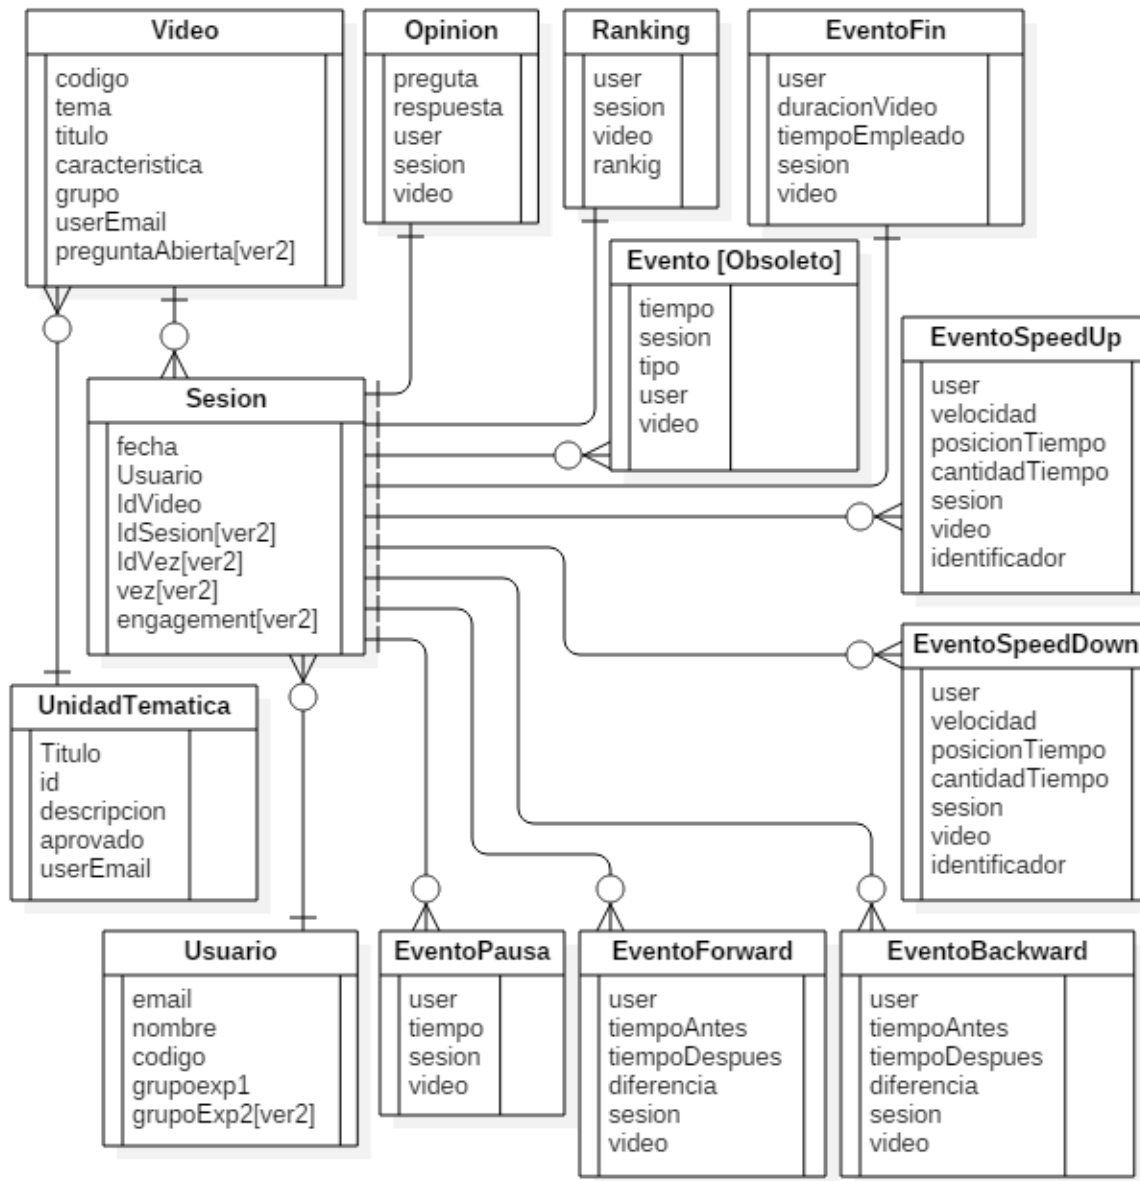 Video
codigo
tema
titulo
caracteristica
grupo
userEmail
preguntaAbierta[ver2]
Opinion
preguta
respuesta
user
sesion
video
Ranking
user
sesion
video
rankig
EventoFin
user
duracionVideo
tiempoEmpleado
sesion
video
Evento [Obsoleto]
tiempo
sesion
tipo
user
video
EventoSpeedUp
user
velocidad
posicionTiempo
cantidadTiempo
sesion
video
identificador
Sesion
fecha
Usuario
IdVideo
IdSesion[ver2]
IdVez[ver2]
vez[ver2]
engagement[ver2]
EventoSpeedDown
user
velocidad
posicionTiempo
cantidadTiempo
sesion
video
identificador
UnidadTematica
Titulo
id
descripcion
aprovado
userEmail
Usuario
email
nombre
codigo
grupoexp1
grupoExp2[ver2]
EventoPausa
user
tiempo
sesion
video
EventoForward
user
tiempoAntes
tiempoDespues
diferencia
sesion
video
EventoBackward
user
tiempoAntes
tiempoDespues
diferencia
sesion
video